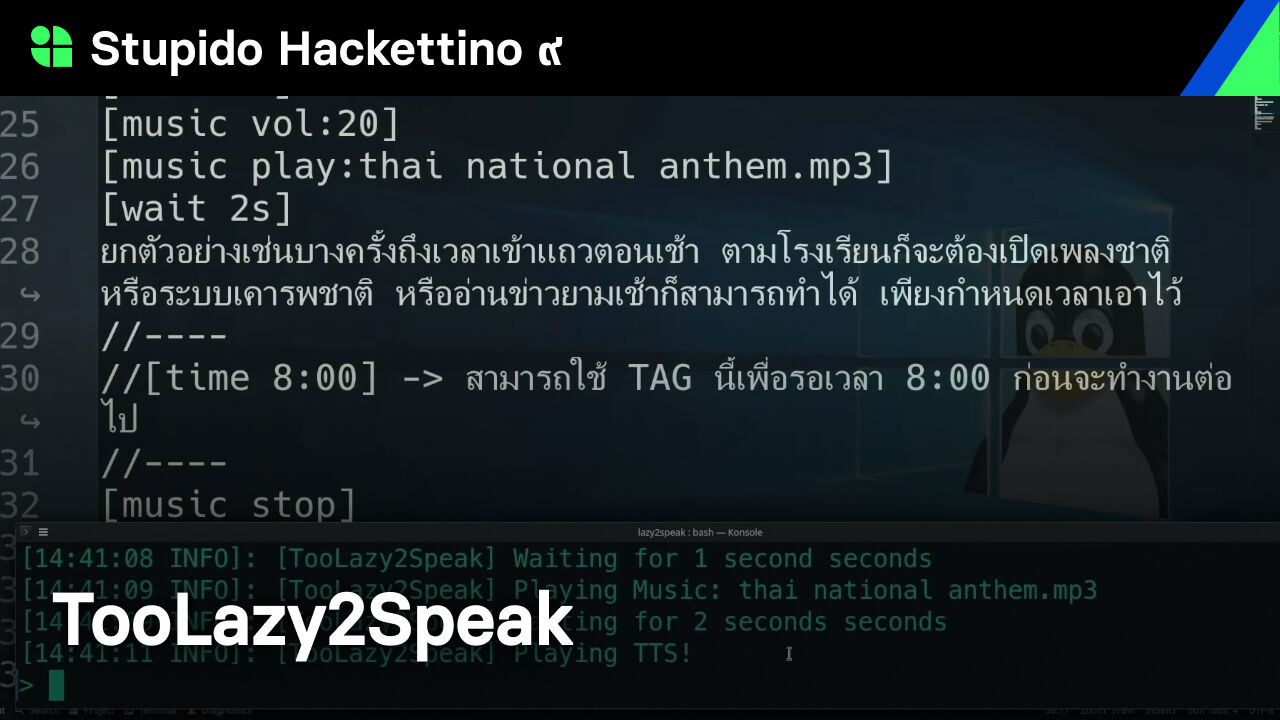 Stupido Hackettino ๙
25 [music vol:20]
26 [music play:thai national anthem.mp3]
27 [wait 2s]
28 ยกตัวอย่างเช่นบางครั้งถึงเวลาเข้าแถวตอนเช้า ตามโรงเรียนก็จะต้องเปิดเพลงชาติ
↪ หรือระบบเคารพชาติ หรืออ่านข่าวยามเช้าก็สามารถทำได้ เพียงกำหนดเวลาเอาไว้
29 //----
30 //[time 8:00] -> สามารถใช้ TAG นี้เพื่อรอเวลา 8:00 ก่อนจะทำงานต่อ
↪ ไป
31 //----
32 [music stop]
lazy2speak : bash — Konsole
[14:41:08 INFO]: [TooLazy2Speak] Waiting for 1 second seconds
[14:41:09 INFO]: [TooLazy2Speak] Playing Music: thai national anthem.mp3
for 2 seconds seconds
[14:41:11 INFO]: [TooLazy2Speak] Playing TTS!
TooLazy2Speak
>
Search Project Terminal Diagnostics